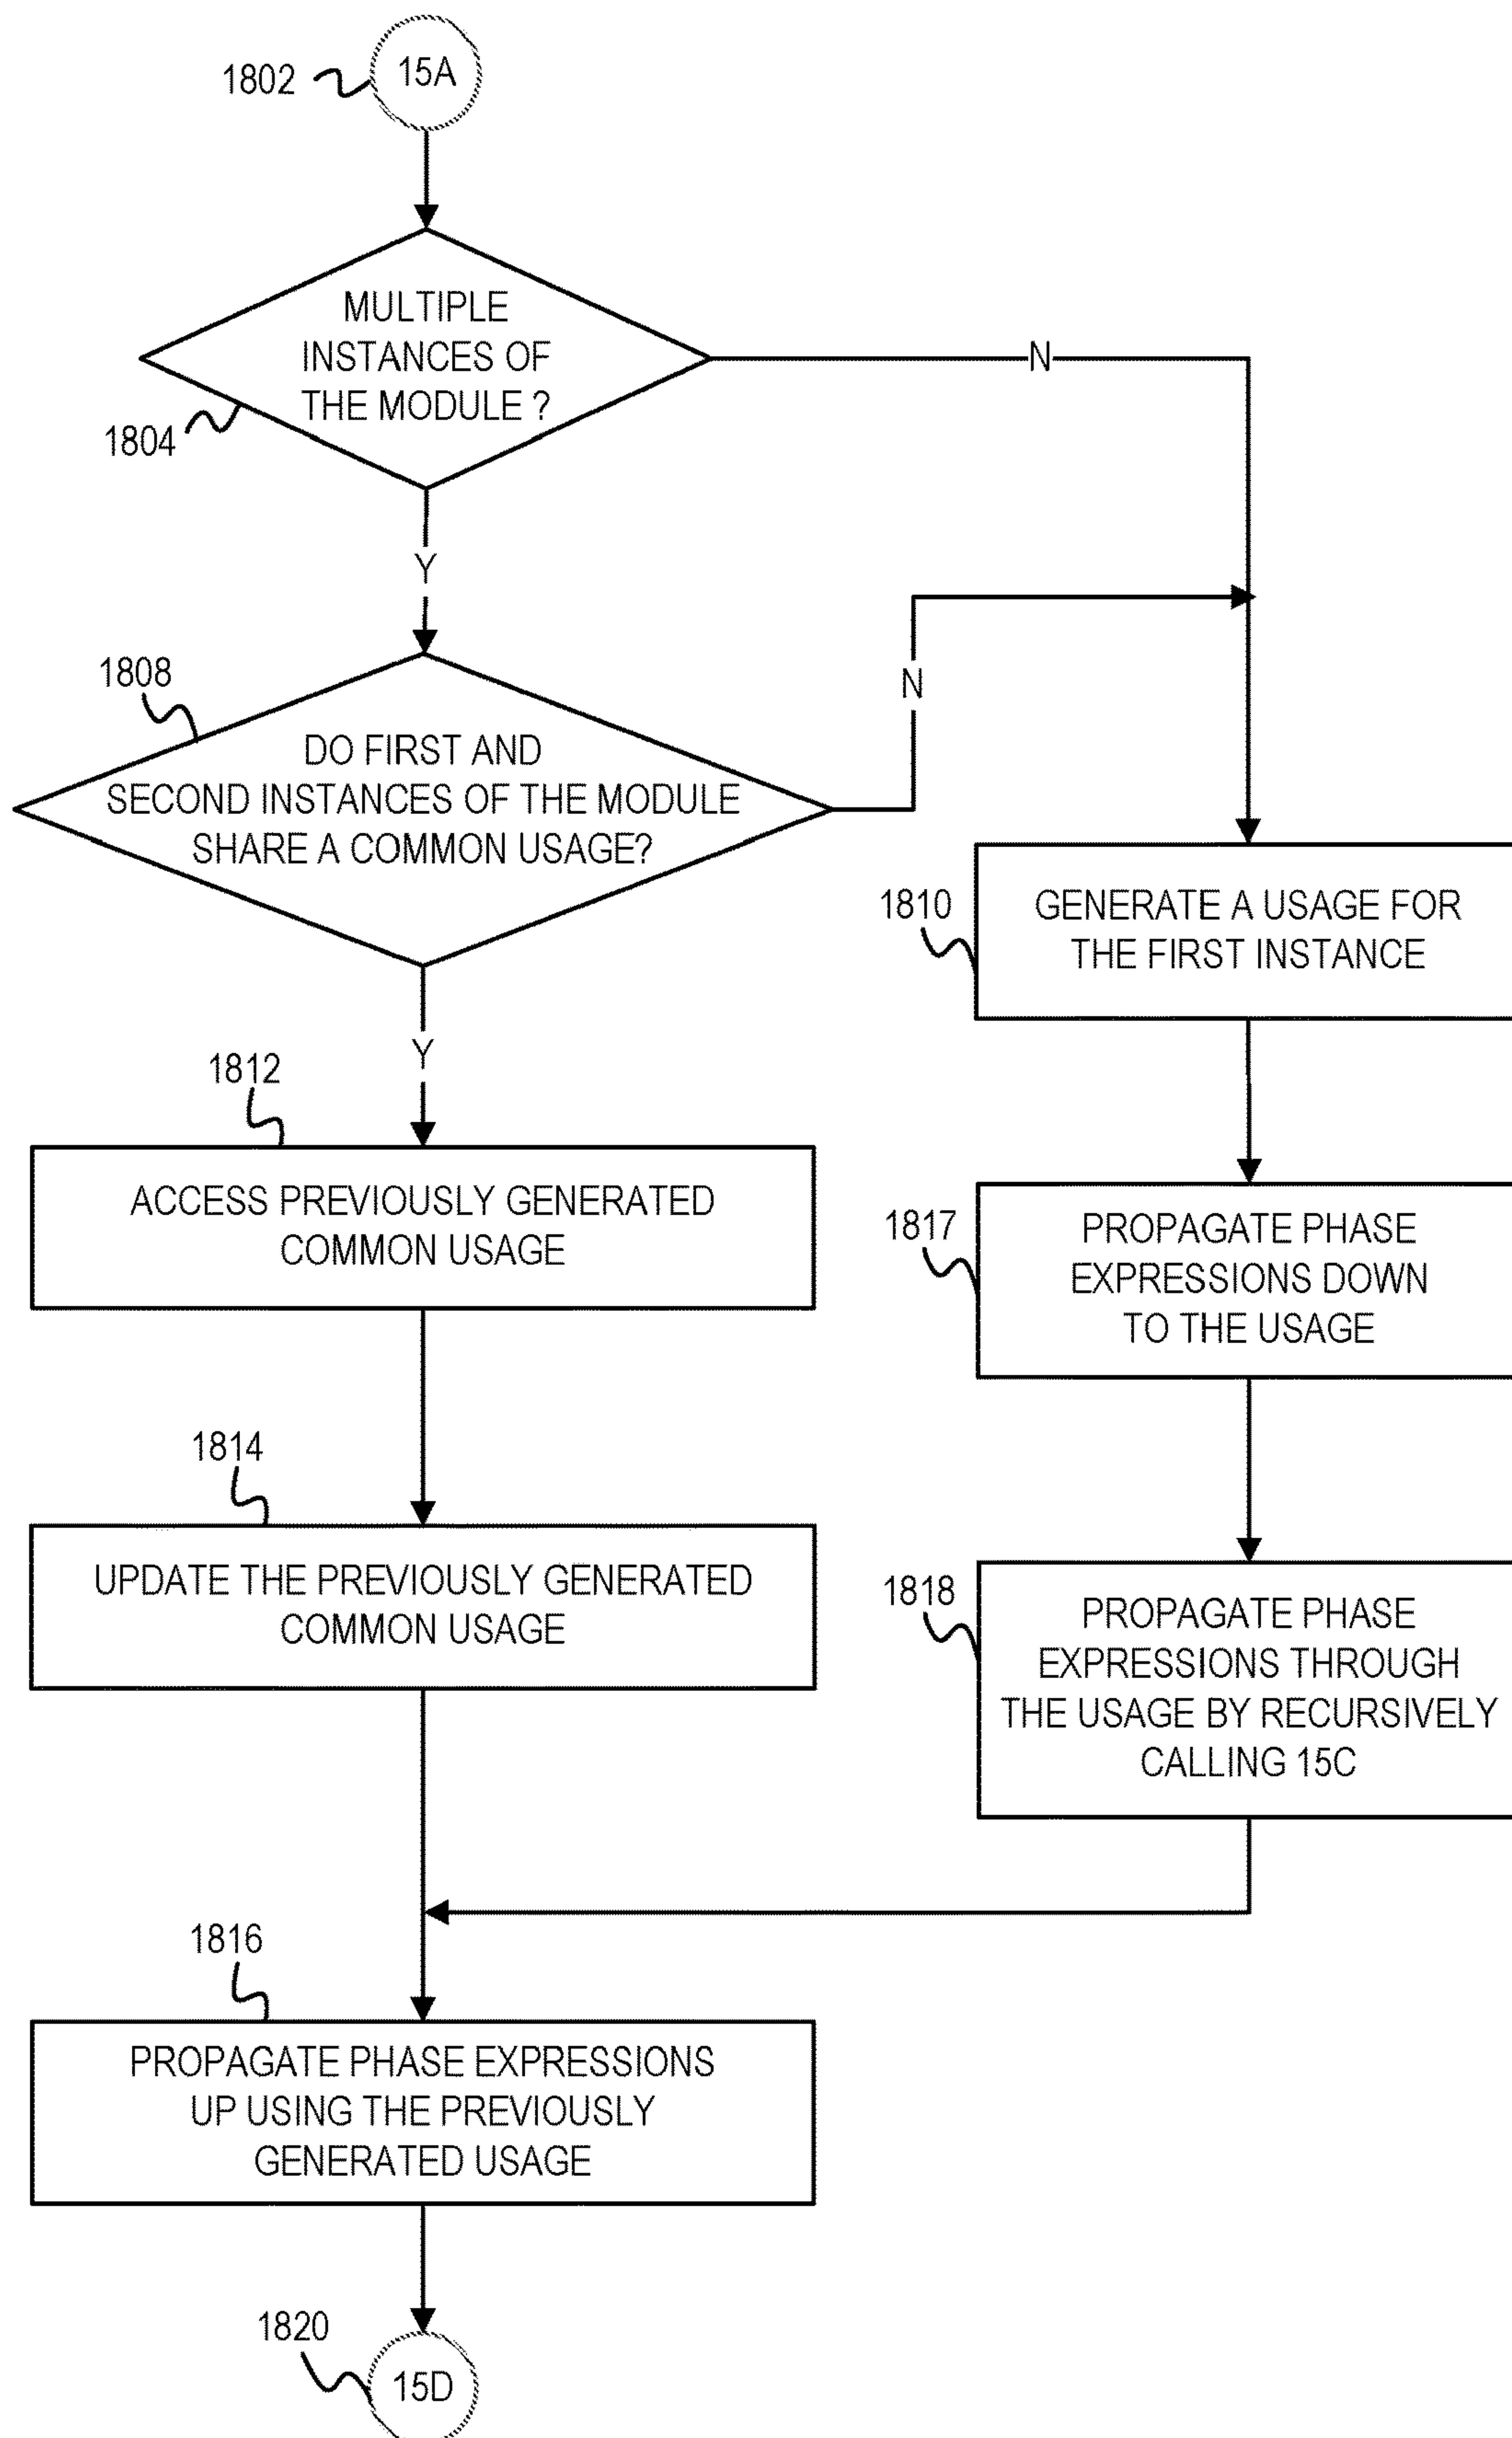 1802
15A
MULTIPLE
INSTANCES OF
THE MODULE ?
1804
N
Y
1808
DO FIRST AND
SECOND INSTANCES OF THE MODULE
SHARE A COMMON USAGE?
N
Y
1810
GENERATE A USAGE FOR
THE FIRST INSTANCE
1812
ACCESS PREVIOUSLY GENERATED
COMMON USAGE
1817
PROPAGATE PHASE
EXPRESSIONS DOWN
TO THE USAGE
1814
UPDATE THE PREVIOUSLY GENERATED
COMMON USAGE
1818
PROPAGATE PHASE
EXPRESSIONS THROUGH
THE USAGE BY RECURSIVELY
CALLING 15C
1816
PROPAGATE PHASE EXPRESSIONS
UP USING THE PREVIOUSLY
GENERATED USAGE
1820
15D